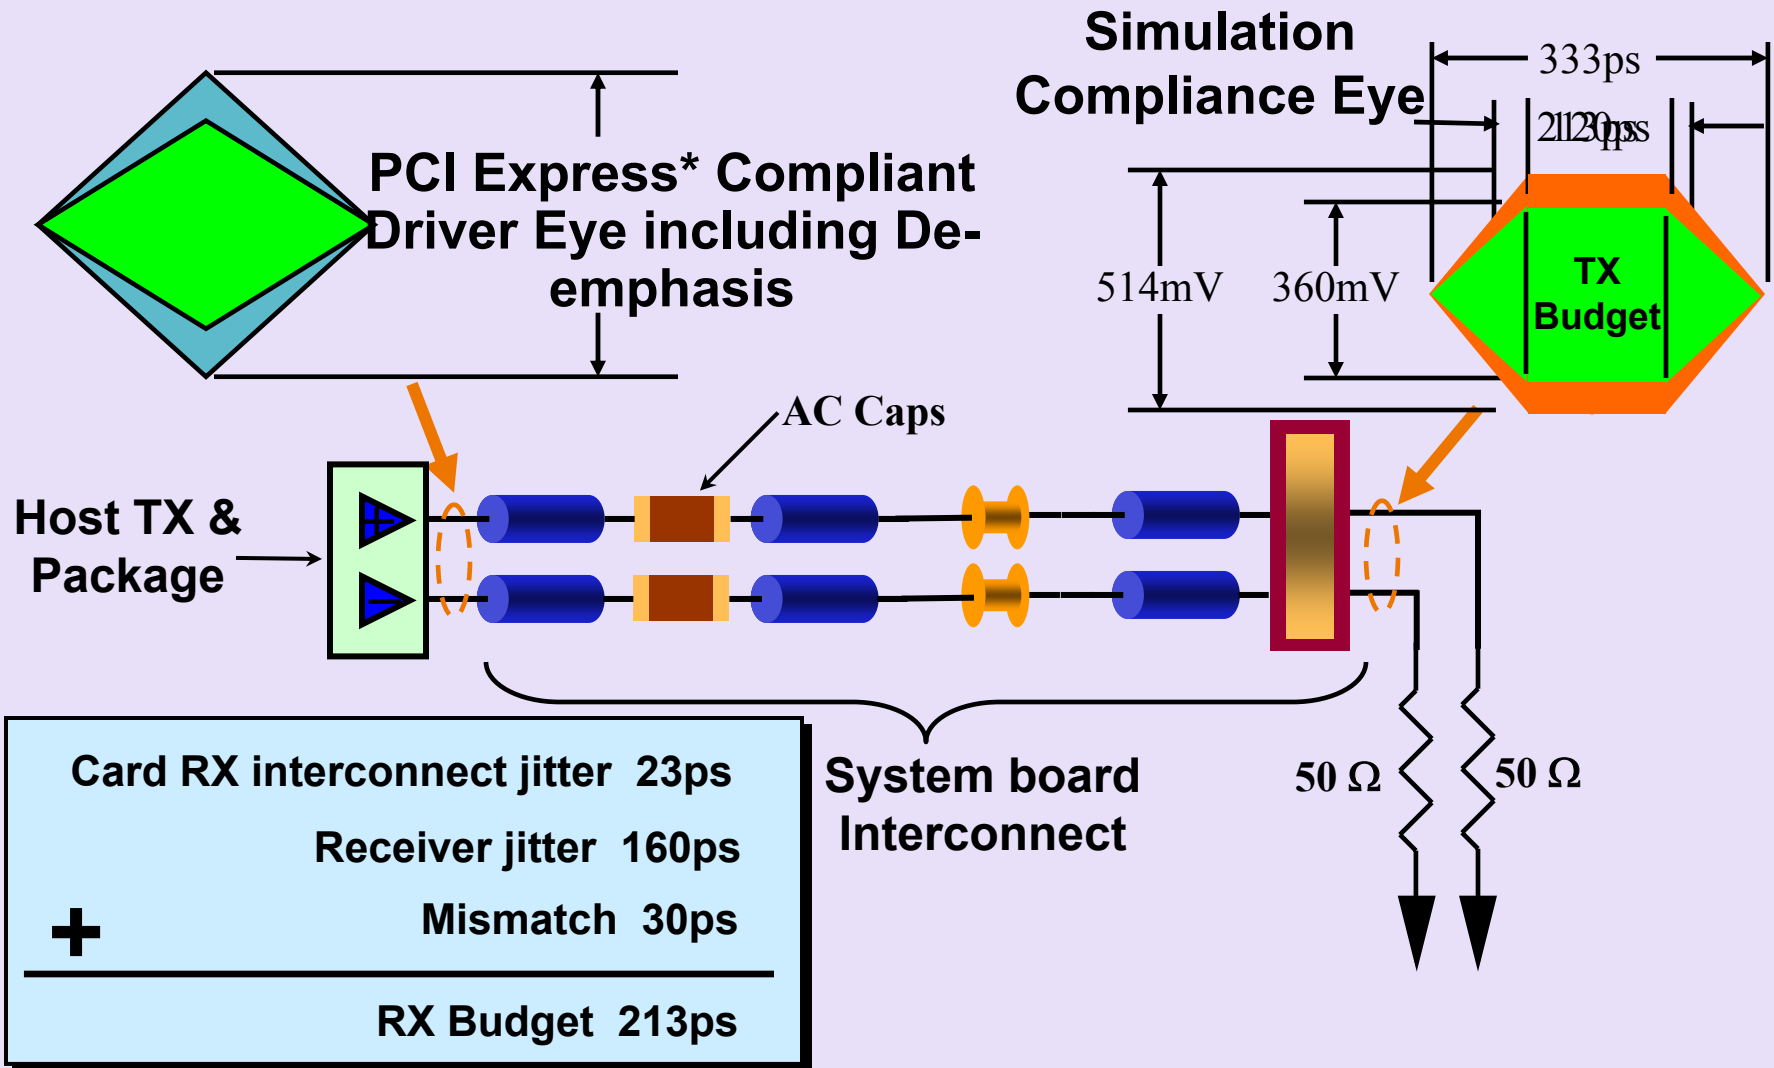 Simulation
Compliance Eye
333ps
PCI Express* Compliant
Driver Eye including De-
emphasis
514mV
360mV
TX
Budget
AC Caps
Host TX &
Package
+
−
System board
Interconnect
50 Ω
50 Ω
Card RX interconnect jitter 23ps
Receiver jitter 160ps
+ Mismatch 30ps
RX Budget 213ps